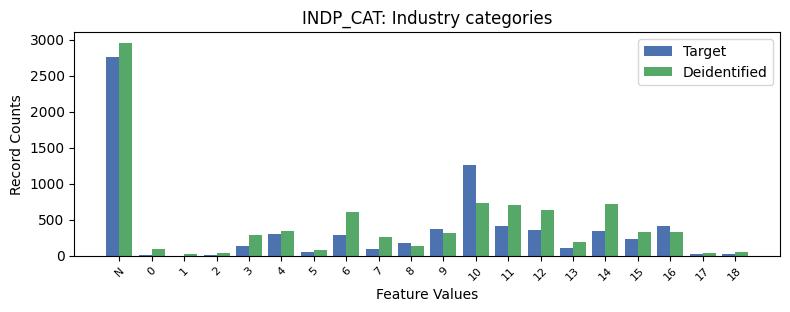 INDP_CAT: Industry categories
Target
Deidentified
Record Counts
3000
2500
2000
1500
1000
500
0
N 0 1 2 3 4 5 6 7 8 9 10 11 12 13 14 15 16 17 18
Feature Values